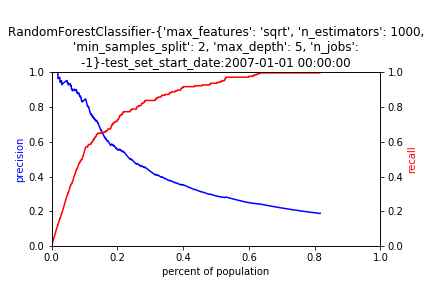 RandomForestClassifier-{'max_features': 'sqrt', 'n_estimators': 1000,
'min_samples_split': 2, 'max_depth': 5, 'n_jobs':
-1}-test_set_start_date:2007-01-01 00:00:00
1.0 1.0
0.8 0.8
0.6 0.6
precision recall
0.4 0.4
0.2 0.2
0.0 0.0
0.0 0.2 0.4 0.6 0.8 1.0
percent of population